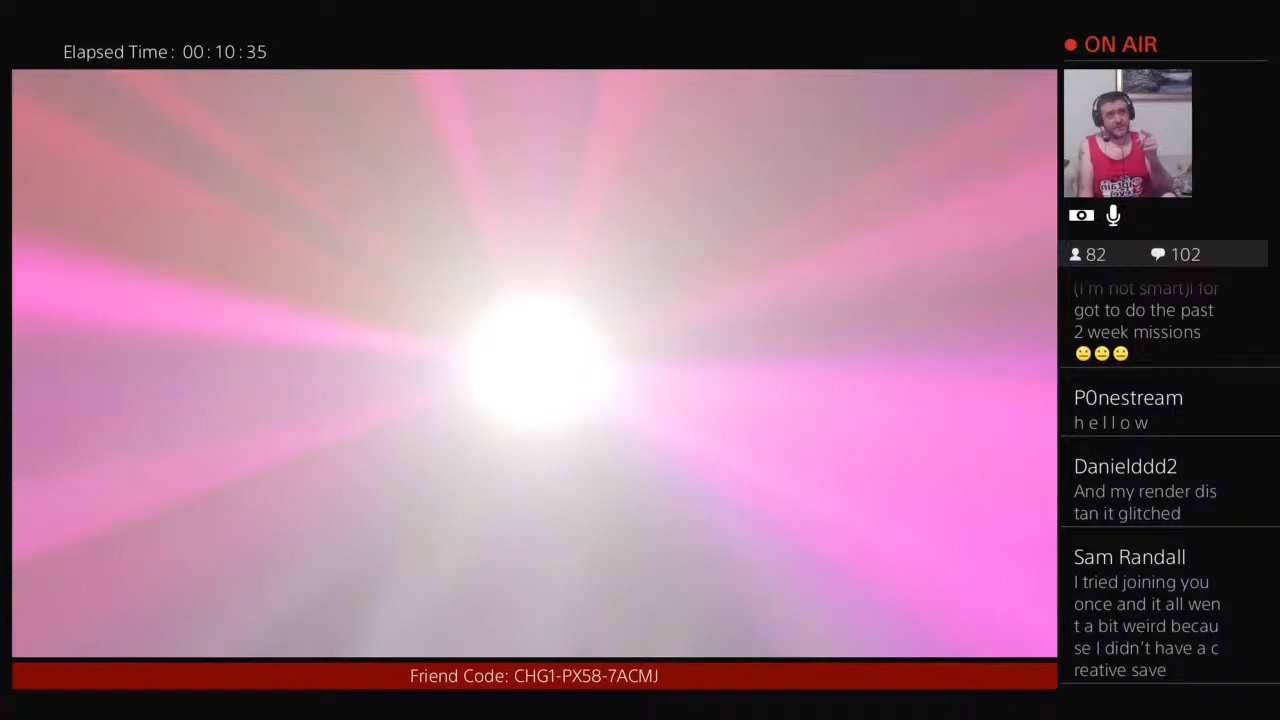 Elapsed Time: 00:10:35
ON AIR
82
102
(I'm not smart)I for
got to do the past
2 week missions
😐😐😐
P0nestream
h e l l o w
Danielddd2
And my render dis
tan it glitched
Sam Randall
I tried joining you
once and it all wen
t a bit weird becau
se I didn't have a c
reative save
Friend Code: CHG1-PX58-7ACMJ